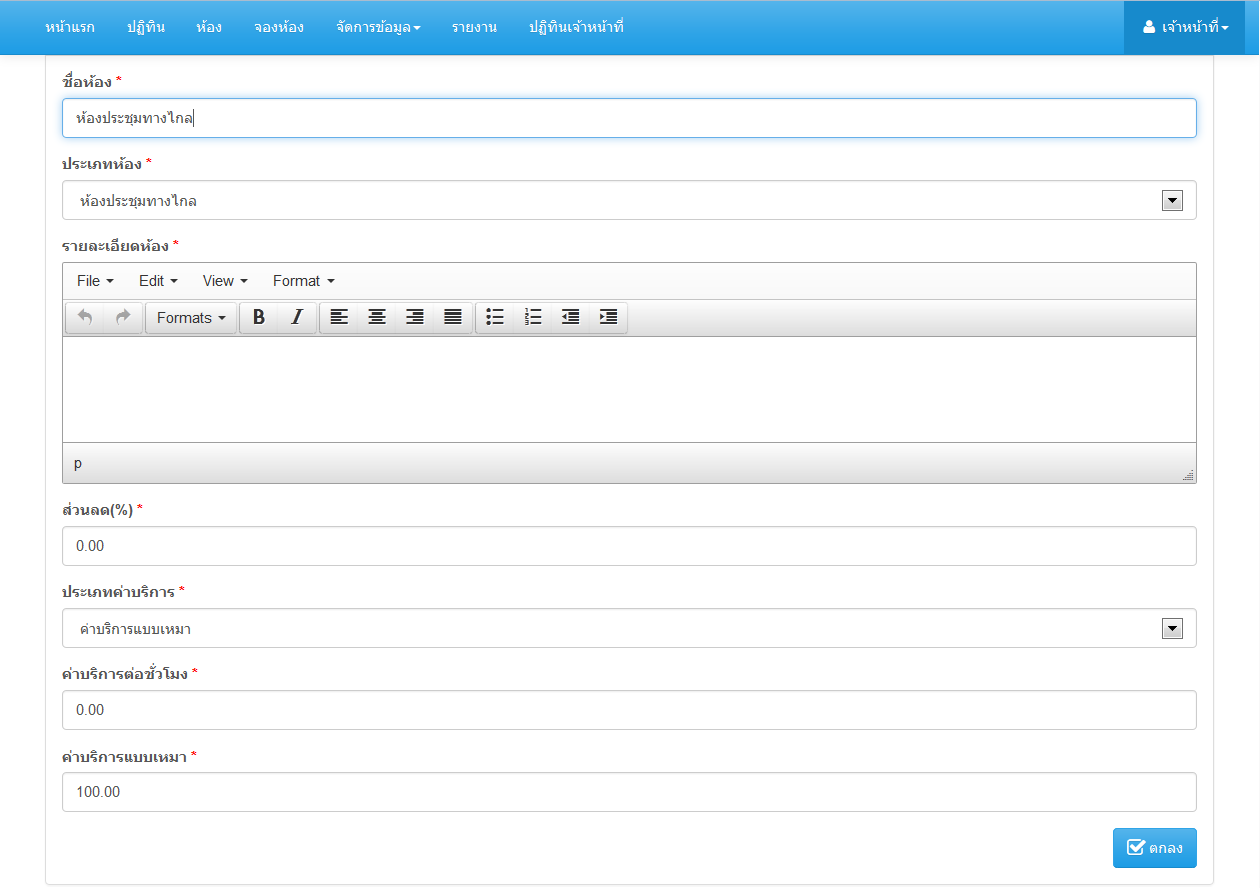 หน้าแรก ปฏิทิน ห้อง จองห้อง จัดการข้อมูล รายงาน ปฏิทินเจ้าหน้าที่ เจ้าหน้าที่
ชื่อห้อง *
ห้องประชุมทางไกล
ประเภทห้อง *
ห้องประชุมทางไกล
รายละเอียดห้อง *
File Edit View Format
Formats B I
p
ส่วนลด(%) *
0.00
ประเภทค่าบริการ *
ค่าบริการแบบเหมา
ค่าบริการต่อชั่วโมง *
0.00
ค่าบริการแบบเหมา *
100.00
ตกลง